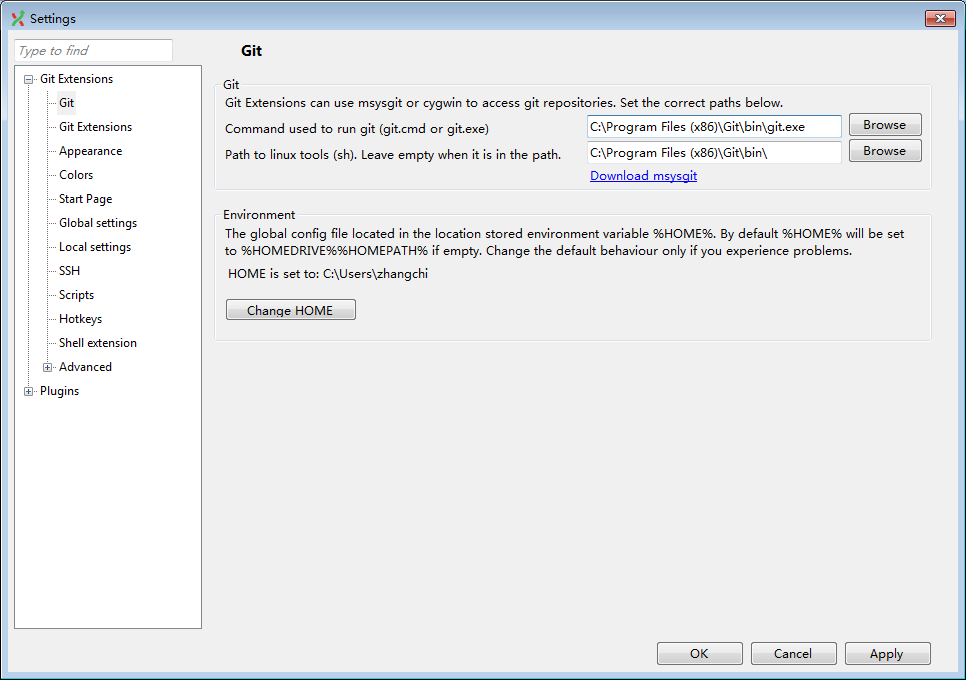 Settings
Type to find
Git Extensions
Git
Git Extensions
Appearance
Colors
Start Page
Global settings
Local settings
SSH
Scripts
Hotkeys
Shell extension
Advanced
Plugins
Git
Git
Git Extensions can use msysgit or cygwin to access git repositories. Set the correct paths below.
Command used to run git (git.cmd or git.exe) C:\Program Files (x86)\Git\bin\git.exe Browse
Path to linux tools (sh). Leave empty when it is in the path. C:\Program Files (x86)\Git\bin\ Browse
Download msysgit
Environment
The global config file located in the location stored environment variable %HOME%. By default %HOME% will be set
to %HOMEDRIVE%%HOMEPATH% if empty. Change the default behaviour only if you experience problems.
HOME is set to: C:\Users\zhangchi
Change HOME
OK Cancel Apply